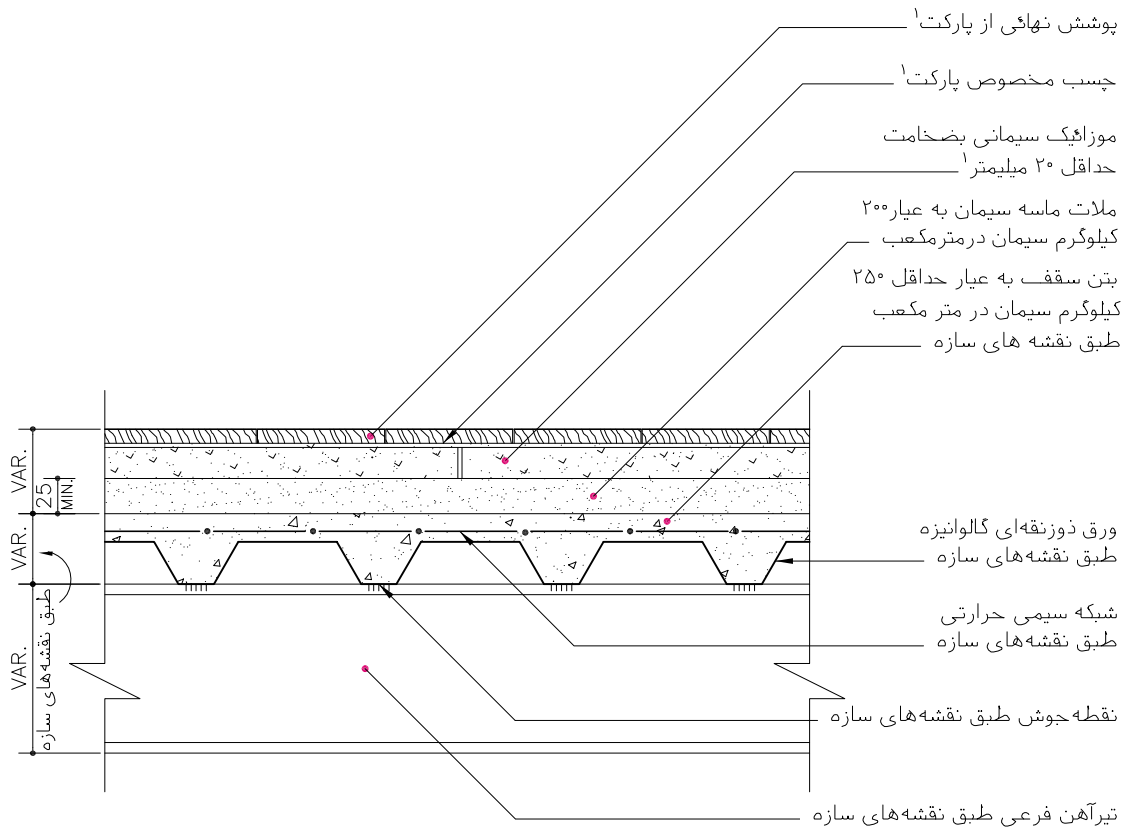 پوشش نهائی از پارکت۱
چسب مخصوص پارکت۱
موزائیک سیمانی بضخامت
حداقل ۲۰ میلیمتر۱
ملات ماسه سیمان به عیار۲۰۰
کیلوگرم سیمان درمترمکعب
بتن سقف به عیار حداقل ۲۵۰
کیلوگرم سیمان در متر مکعب
طبق نقشه های سازه
ورق ذوزنقه‌ای گالوانیزه
طبق نقشه‌های سازه
شبکه سیمی حرارتی
طبق نقشه‌های سازه
نقطه جوش طبق نقشه‌های سازه
تیرآهن فرعی طبق نقشه‌های سازه
VAR.
25
MIN.
VAR.
VAR.
طبق نقشه‌های سازه